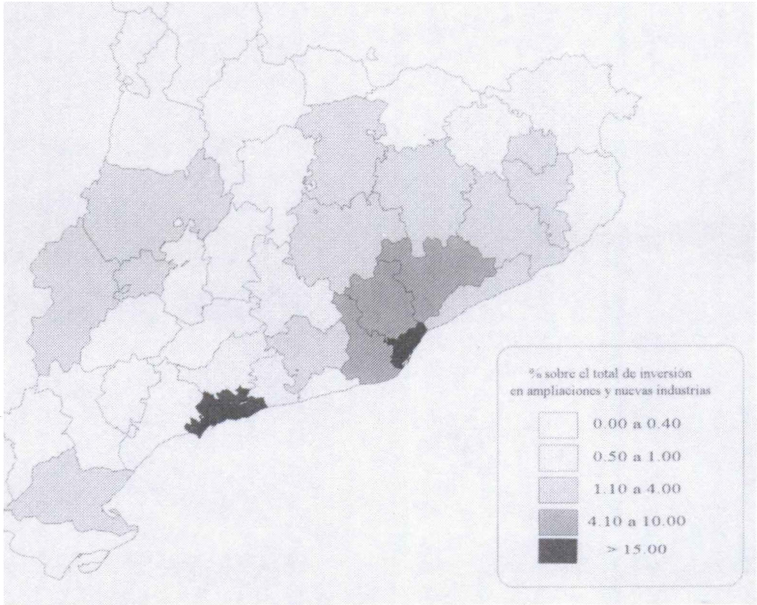 % sobre el total de inversión
en ampliaciones y nuevas industrias
0.00 a 0.40
0.50 a 1.00
1.10 a 4.00
4.10 a 10.00
> 15.00